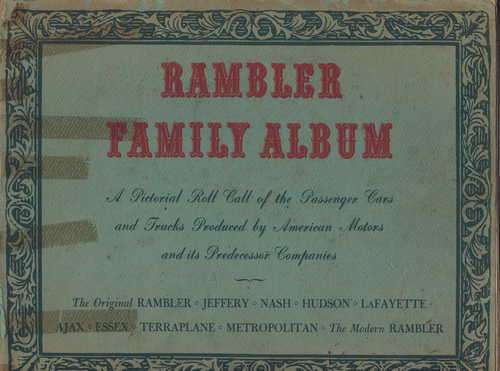 RAMBLER
FAMILY ALBUM
A Pictorial Roll Call of the Passenger Cars
and Trucks Produced by American Motors
and its Predecessor Companies
The Original RAMBLER ◦ JEFFERY ◦ NASH ◦ HUDSON ◦ LAFAYETTE ◦
AJAX ◦ ESSEX ◦ TERRAPLANE ◦ METROPOLITAN ◦ The Modern RAMBLER